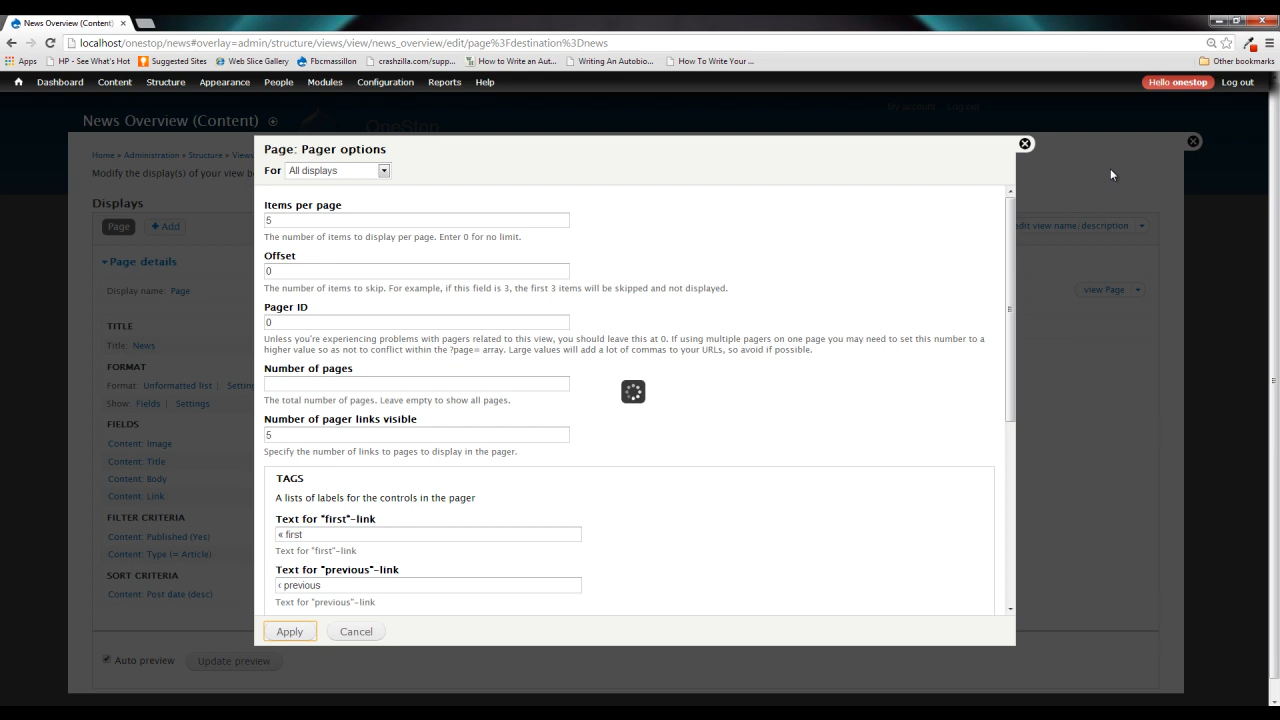 News Overview (Content)
localhost/onestop/news#overlay=admin/structure/views/view/news_overview/edit/page%3Fdestination%3Dnews
Apps HP - See What's Hot Suggested Sites Web Slice Gallery Fbcmassillon crashzilla.com/supp... How to Write an Aut... Writing An Autobio... How To Write Your ... Other bookmarks
Dashboard Content Structure Appearance People Modules Configuration Reports Help Hello onestop Log out
My account Log out
News Overview (Content)
OneStop
Home » Administration » Structure » Views
Modify the display(s) of your view be
Displays
Page + Add
edit view name/description
Page details
Display name: Page
view Page
TITLE
Title: News
FORMAT
Format: Unformatted list | Setting
Show: Fields | Settings
FIELDS
Content: Image
Content: Title
Content: Body
Content: Link
FILTER CRITERIA
Content: Published (Yes)
Content: Type (= Article)
SORT CRITERIA
Content: Post date (desc)
Auto preview Update preview
Page: Pager options
For All displays
Items per page
5
The number of items to display per page. Enter 0 for no limit.
Offset
0
The number of items to skip. For example, if this field is 3, the first 3 items will be skipped and not displayed.
Pager ID
0
Unless you're experiencing problems with pagers related to this view, you should leave this at 0. If using multiple pagers on one page you may need to set this number to a
higher value so as not to conflict within the ?page= array. Large values will add a lot of commas to your URLs, so avoid if possible.
Number of pages
The total number of pages. Leave empty to show all pages.
Number of pager links visible
5
Specify the number of links to pages to display in the pager.
TAGS
A lists of labels for the controls in the pager
Text for "first"-link
« first
Text for "first"-link
Text for "previous"-link
‹ previous
Text for "previous"-link
Apply Cancel